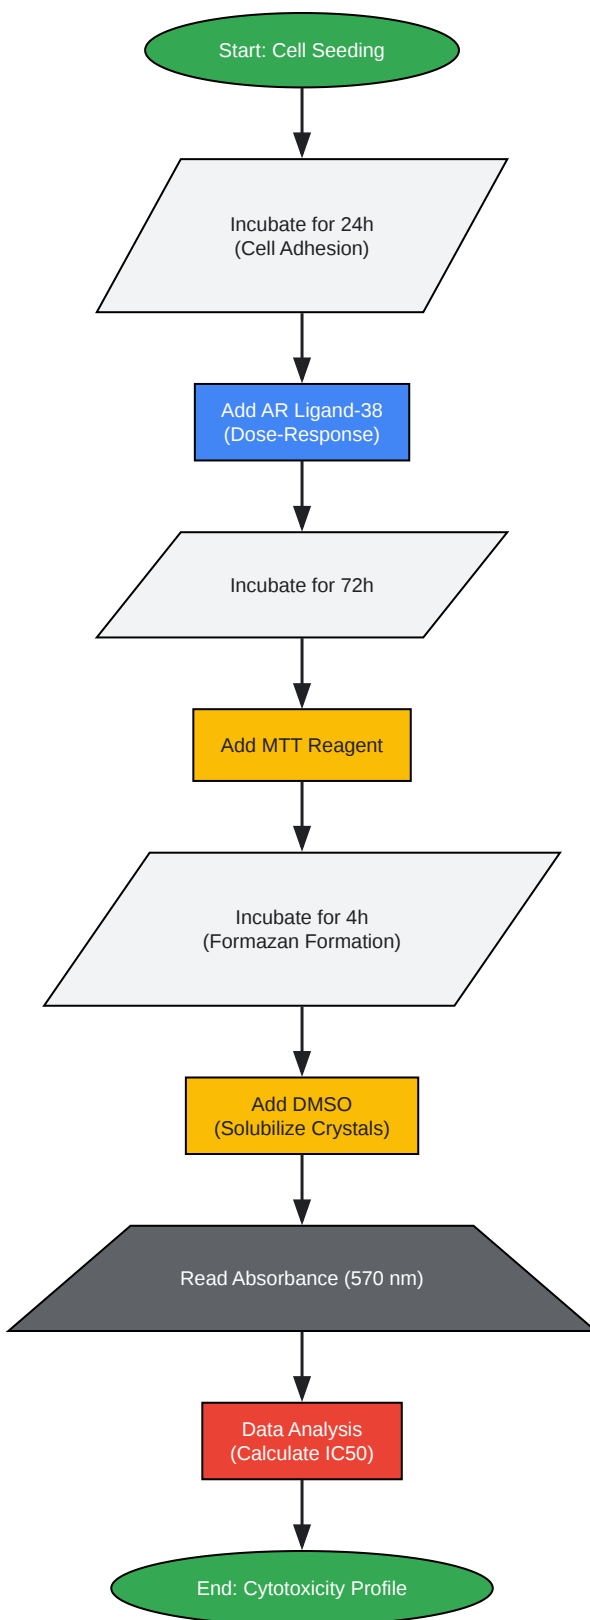 Start: Cell Seeding
Incubate for 24h
(Cell Adhesion)
Add AR Ligand-38
(Dose-Response)
Incubate for 72h
Add MTT Reagent
Incubate for 4h
(Formazan Formation)
Add DMSO
(Solubilize Crystals)
Read Absorbance (570 nm)
Data Analysis
(Calculate IC50)
End: Cytotoxicity Profile